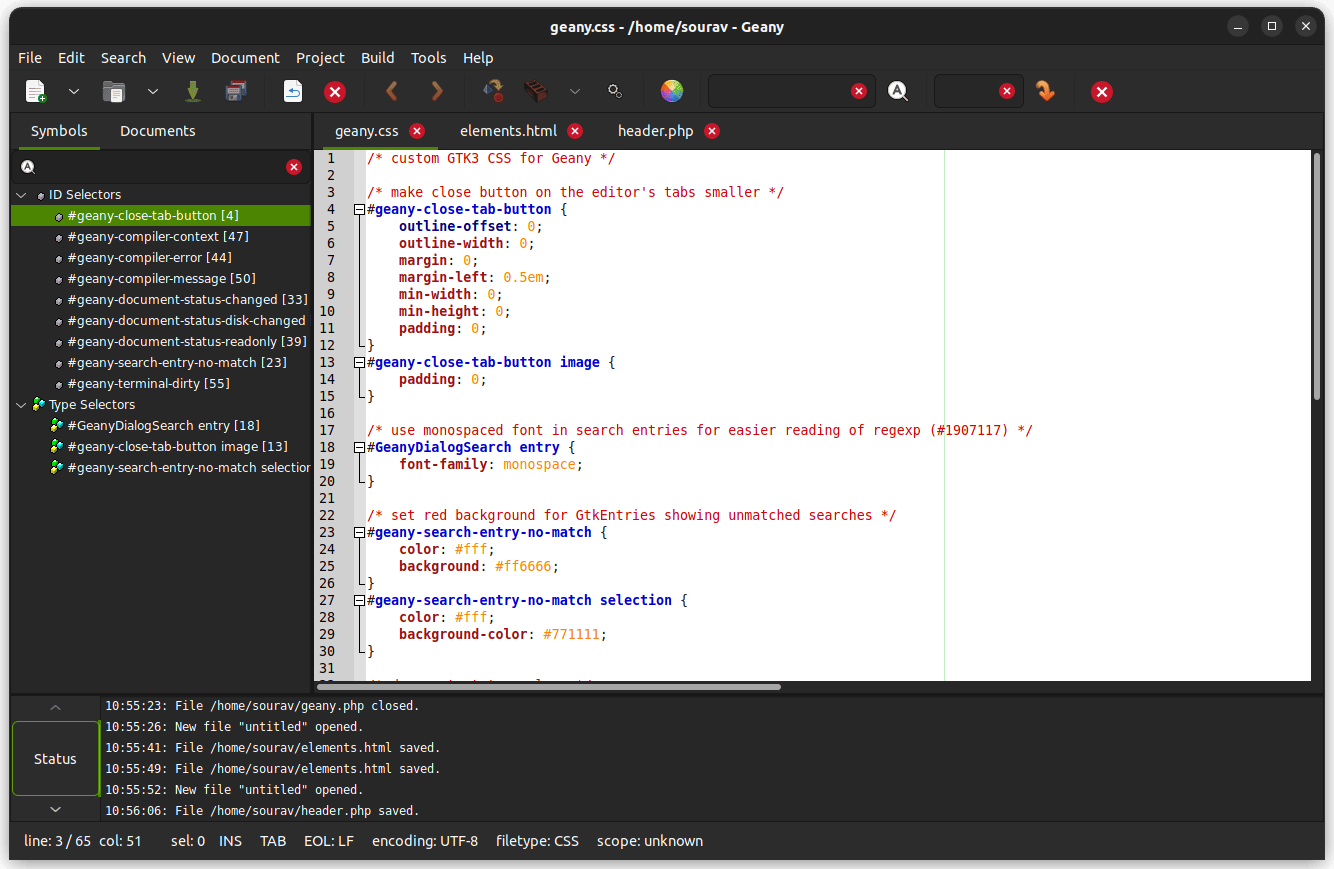 geany.css - /home/sourav - Geany
File Edit Search View Document Project Build Tools Help
Symbols Documents
geany.css elements.html header.php
ID Selectors
#geany-close-tab-button [4]
#geany-compiler-context [47]
#geany-compiler-error [44]
#geany-compiler-message [50]
#geany-document-status-changed [33]
#geany-document-status-disk-changed
#geany-document-status-readonly [39]
#geany-search-entry-no-match [23]
#geany-terminal-dirty [55]
Type Selectors
#GeanyDialogSearch entry [18]
#geany-close-tab-button image [13]
#geany-search-entry-no-match selection
1 /* custom GTK3 CSS for Geany */
2
3 /* make close button on the editor's tabs smaller */
4 #geany-close-tab-button {
5 outline-offset: 0;
6 outline-width: 0;
7 margin: 0;
8 margin-left: 0.5em;
9 min-width: 0;
10 min-height: 0;
11 padding: 0;
12 }
13 #geany-close-tab-button image {
14 padding: 0;
15 }
16
17 /* use monospaced font in search entries for easier reading of regexp (#1907117) */
18 #GeanyDialogSearch entry {
19 font-family: monospace;
20 }
21
22 /* set red background for GtkEntries showing unmatched searches */
23 #geany-search-entry-no-match {
24 color: #fff;
25 background: #ff6666;
26 }
27 #geany-search-entry-no-match selection {
28 color: #fff;
29 background-color: #771111;
30 }
31
Status
10:55:23: File /home/sourav/geany.php closed.
10:55:26: New file "untitled" opened.
10:55:41: File /home/sourav/elements.html saved.
10:55:49: File /home/sourav/elements.html saved.
10:55:52: New file "untitled" opened.
10:56:06: File /home/sourav/header.php saved.
line: 3 / 65 col: 51 sel: 0 INS TAB EOL: LF encoding: UTF-8 filetype: CSS scope: unknown